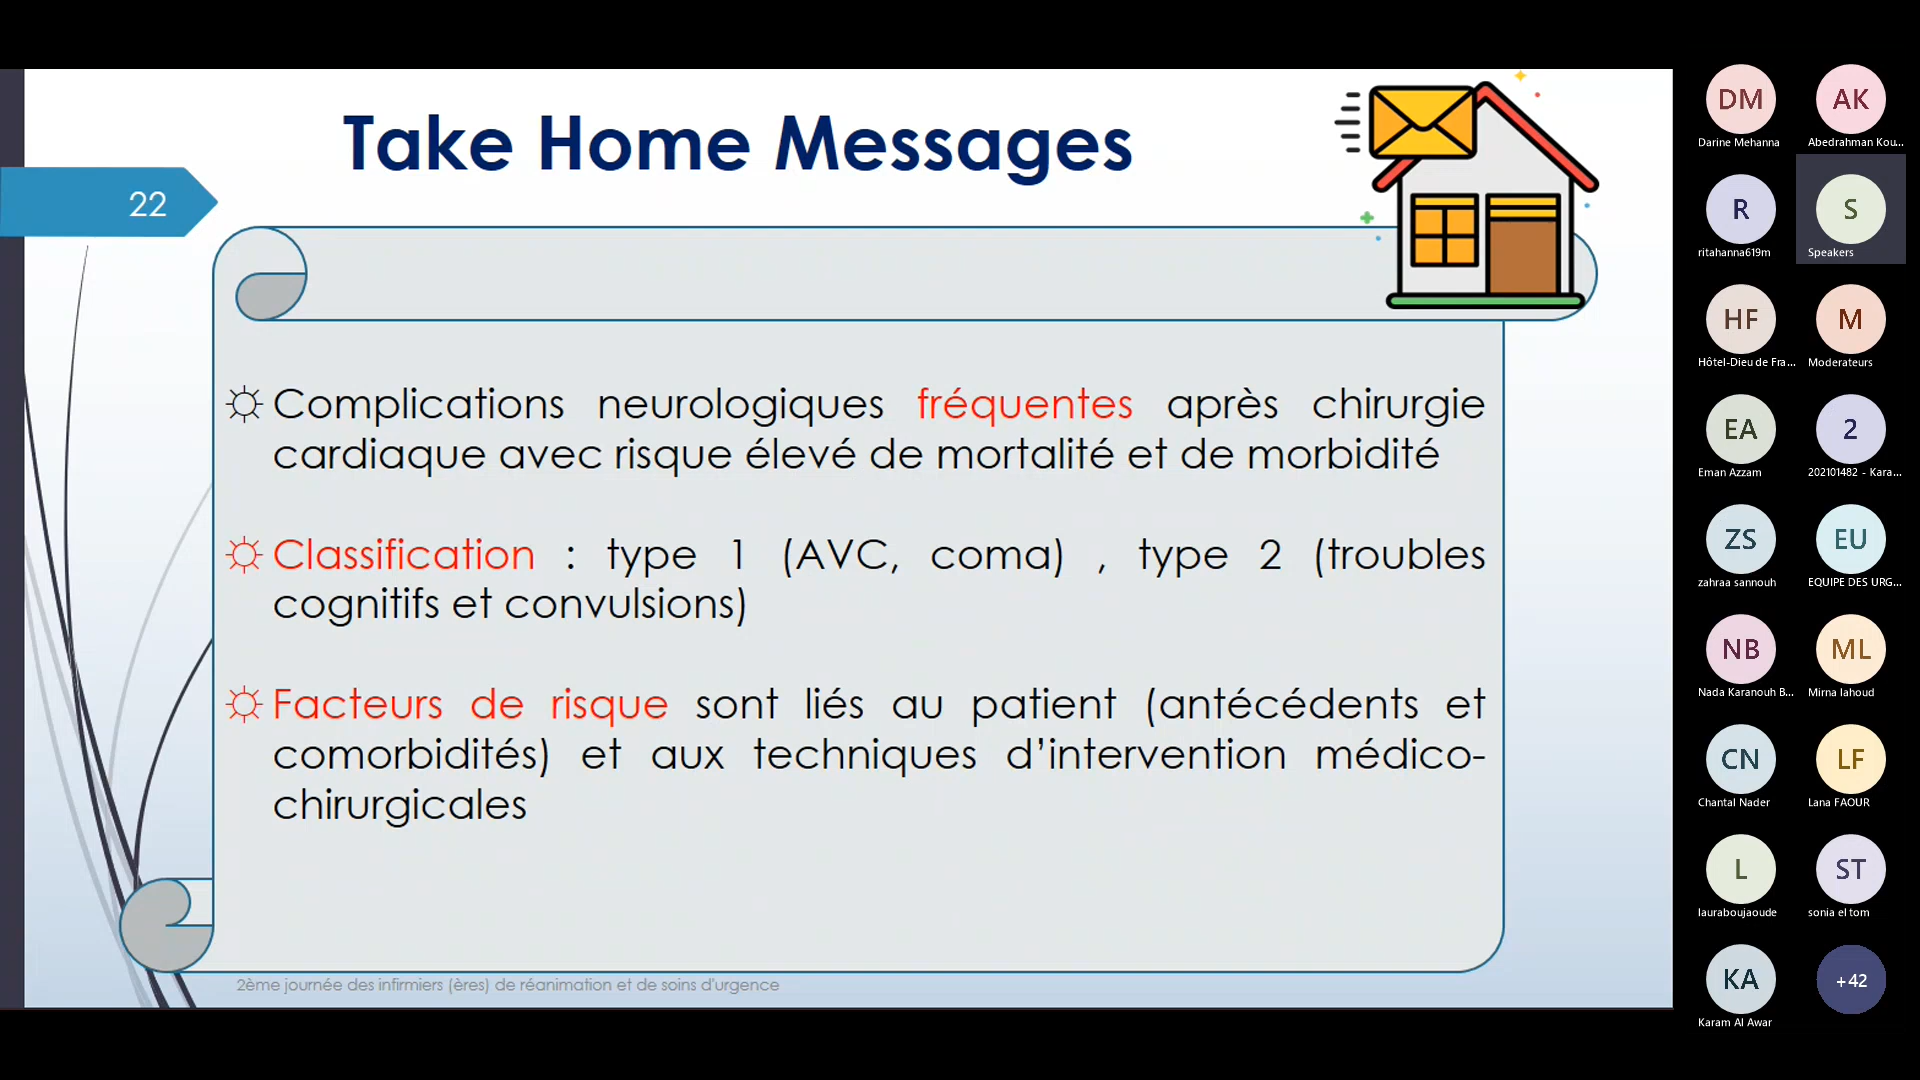 Take Home Messages
22
Complications neurologiques fréquentes après chirurgie
cardiaque avec risque élevé de mortalité et de morbidité
Classification : type 1 (AVC, coma) , type 2 (troubles
cognitifs et convulsions)
Facteurs de risque sont liés au patient (antécédents et
comorbidités) et aux techniques d’intervention médico-
chirurgicales
2ème journée des infirmiers (ères) de réanimation et de soins d'urgence
DM
Darine Mehanna
AK
Abedrahman Kou...
R
ritahanna619m
S
Speakers
HF
Hôtel-Dieu de Fra...
M
Moderateurs
EA
Eman Azzam
2
202101482 - Kara...
ZS
zahraa sannouh
EU
EQUIPE DES URG...
NB
Nada Karanouh B...
ML
Mirna lahoud
CN
Chantal Nader
LF
Lana FAOUR
L
lauraboujaoude
ST
sonia el tom
KA
Karam Al Awar
+42